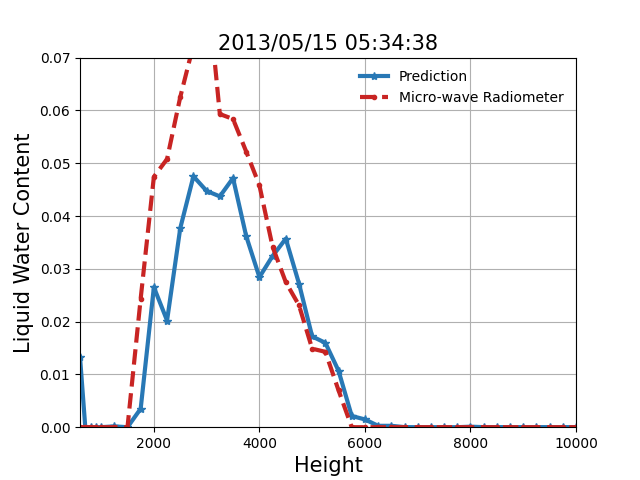 2013/05/15 05:34:38
0.07
0.06
0.05
0.04
0.03
0.02
0.01
0.00
Liquid Water Content
Prediction
Micro-wave Radiometer
2000 4000 6000 8000 10000
Height